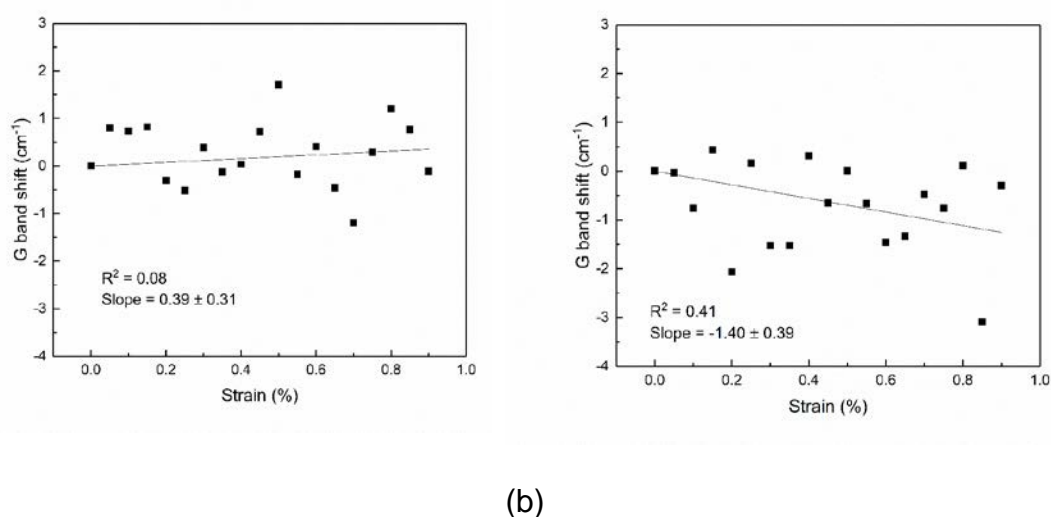 3
2
1
0
-1
-2
-3
-4
G band shift (cm-1)
R2 = 0.08
Slope = 0.39 ± 0.31
0.0 0.2 0.4 0.6 0.8 1.0
Strain (%)
3
2
1
0
-1
-2
-3
-4
G band shift (cm-1)
R2 = 0.41
Slope = -1.40 ± 0.39
0.0 0.2 0.4 0.6 0.8 1.0
Strain (%)
(b)